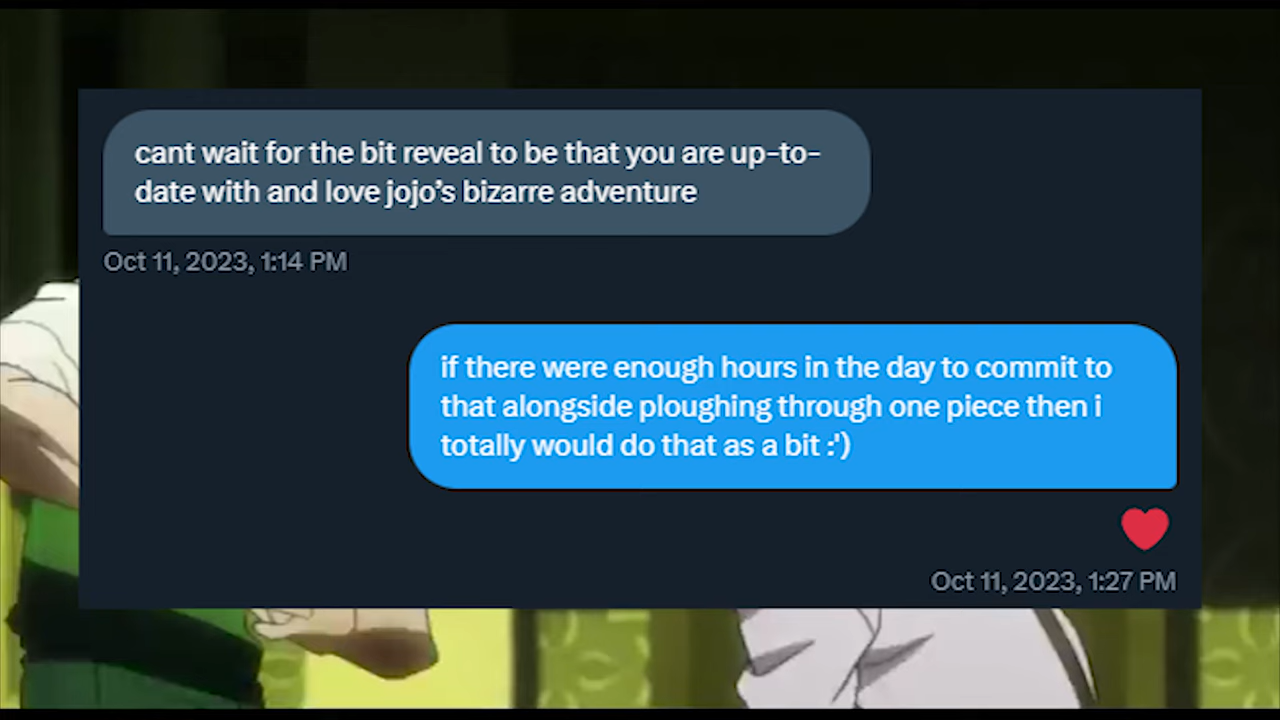 cant wait for the bit reveal to be that you are up-to-
date with and love jojo’s bizarre adventure
Oct 11, 2023, 1:14 PM
if there were enough hours in the day to commit to
that alongside ploughing through one piece then i
totally would do that as a bit :')
Oct 11, 2023, 1:27 PM